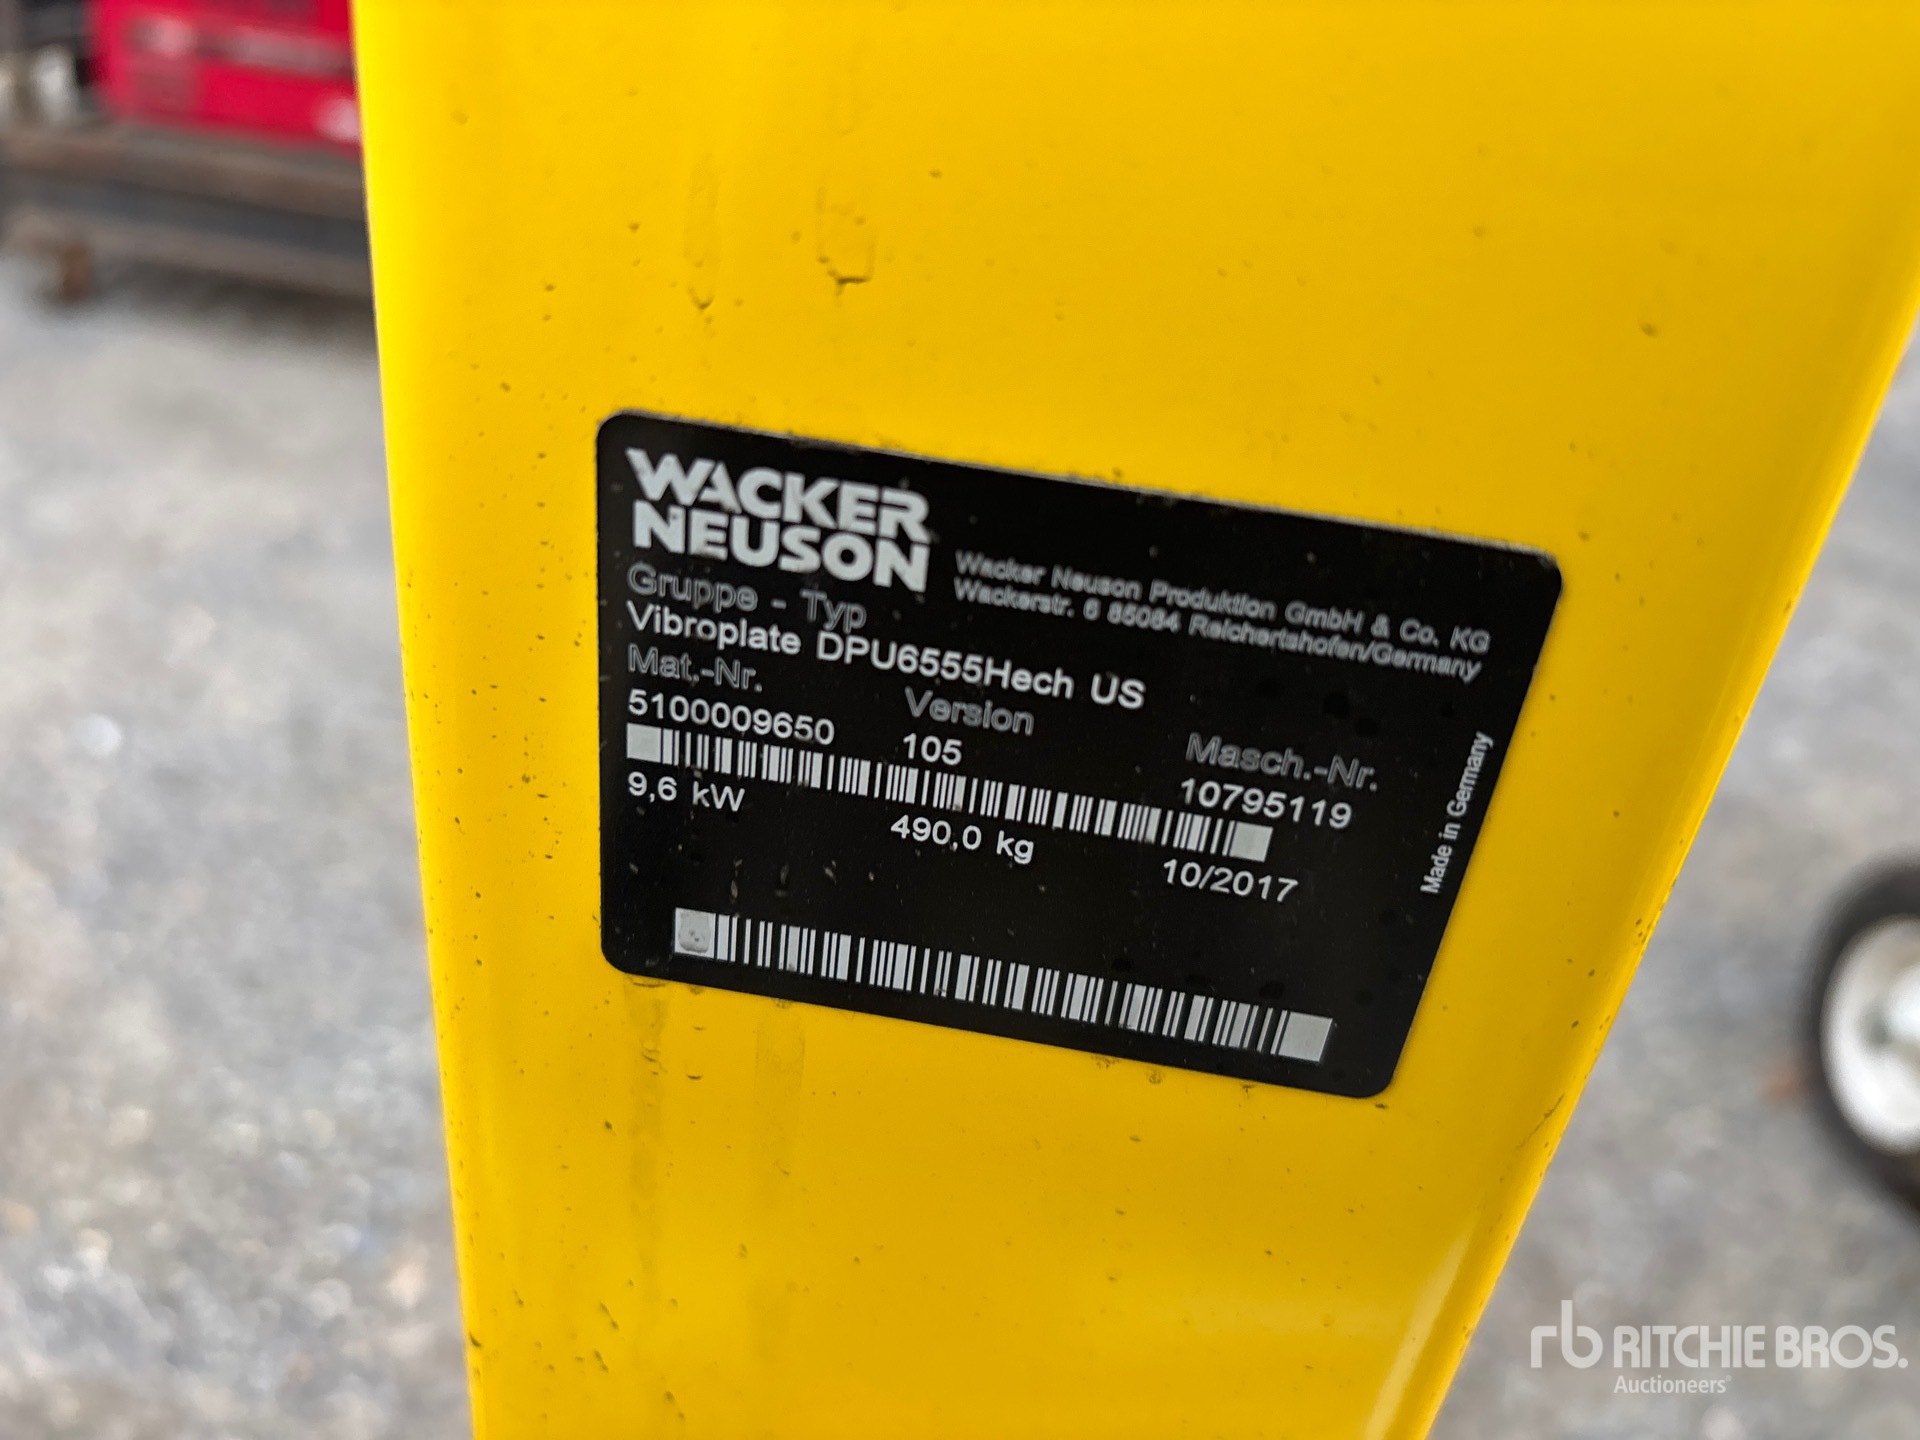 WACKER
NEUSON
Wacker Neuson Produktion GmbH & Co. KG
Wackerstr. 6 85084 Reichertshofen/Germany
Gruppe - Typ
Vibroplate DPU6555Hech US
Mat.-Nr.
Version
Masch.-Nr.
5100009650
105
10795119
9,6 kW
490,0 kg
10/2017
Made in Germany
rb RITCHIE BROS.
Auctioneers